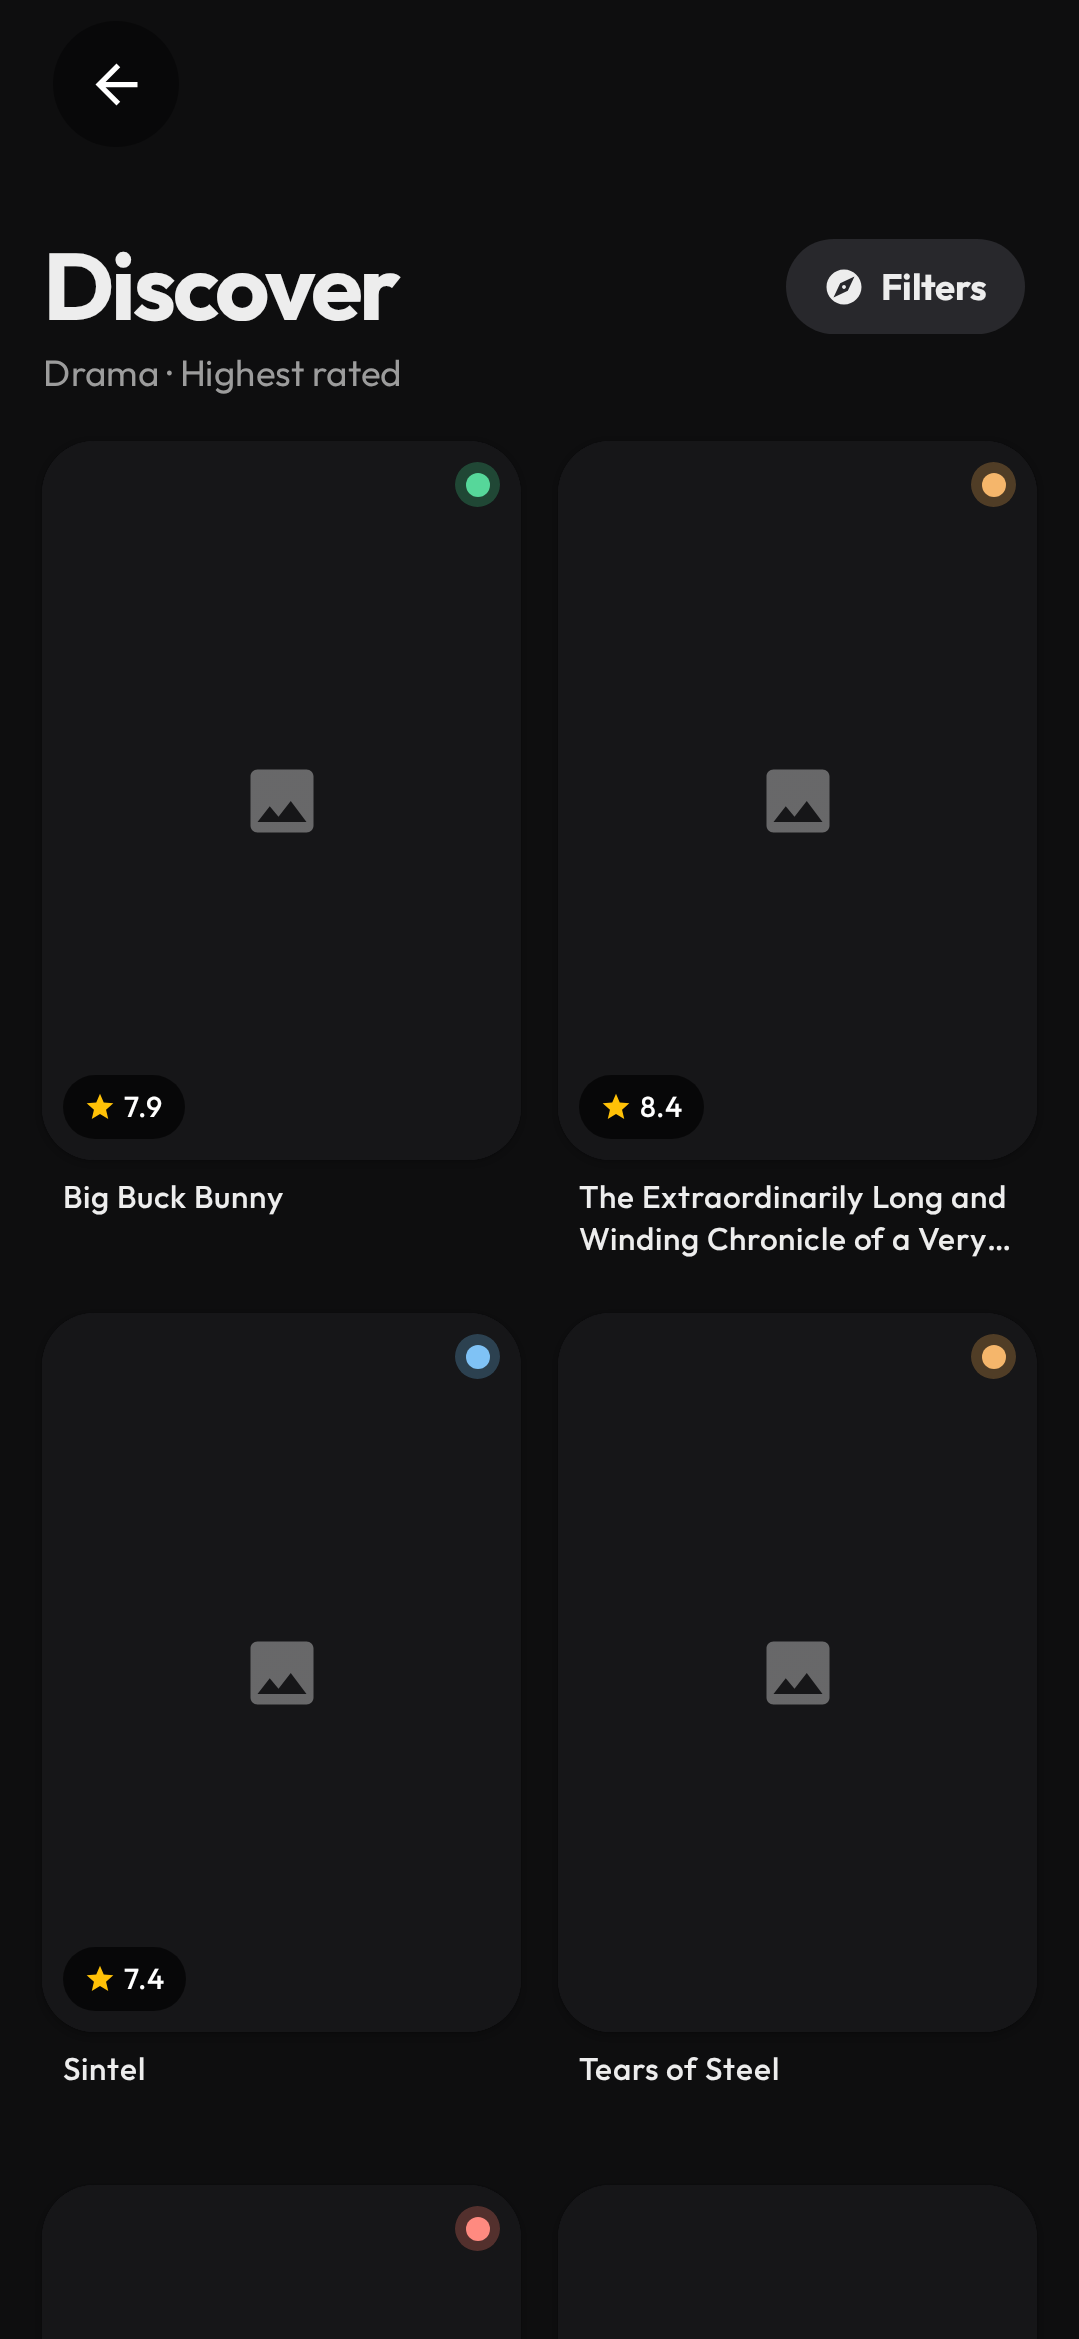 Discover
Filters
Drama · Highest rated
7.9
8.4
Big Buck Bunny
The Extraordinarily Long and
Winding Chronicle of a Very...
7.4
Sintel
Tears of Steel